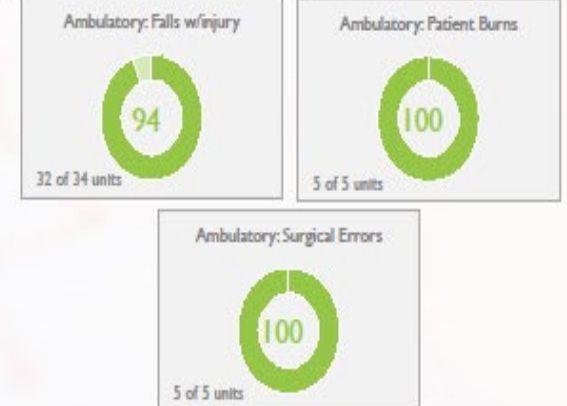 Ambulatory: Falls w/injury
94
32 of 34 units
Ambulatory: Patient Burns
100
5 of 5 units
Ambulatory: Surgical Errors
100
5 of 5 units